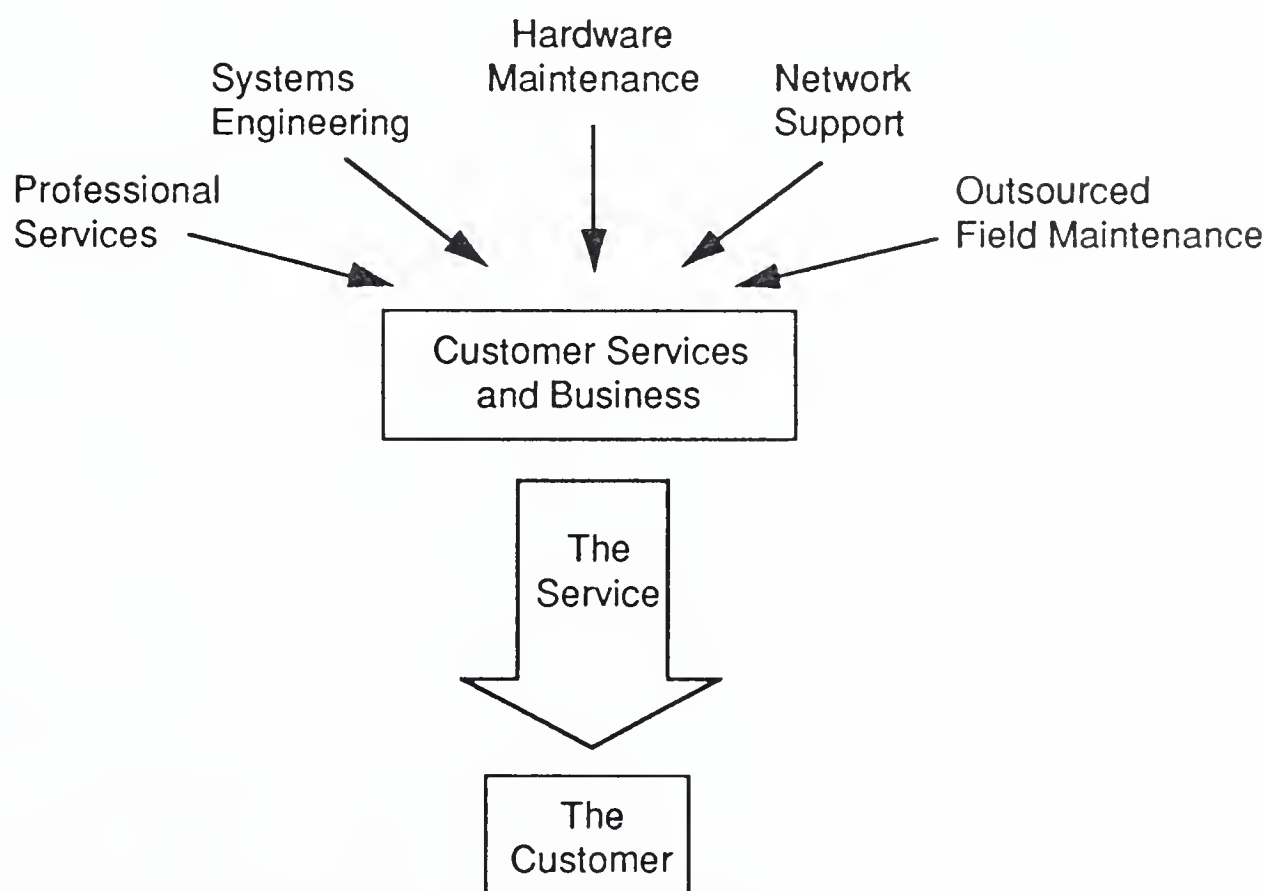 Hardware
Maintenance
Systems
Engineering
Network
Support
Professional
Services
Outsourced
Field Maintenance
Customer Services
and Business
The
Service
The
Customer